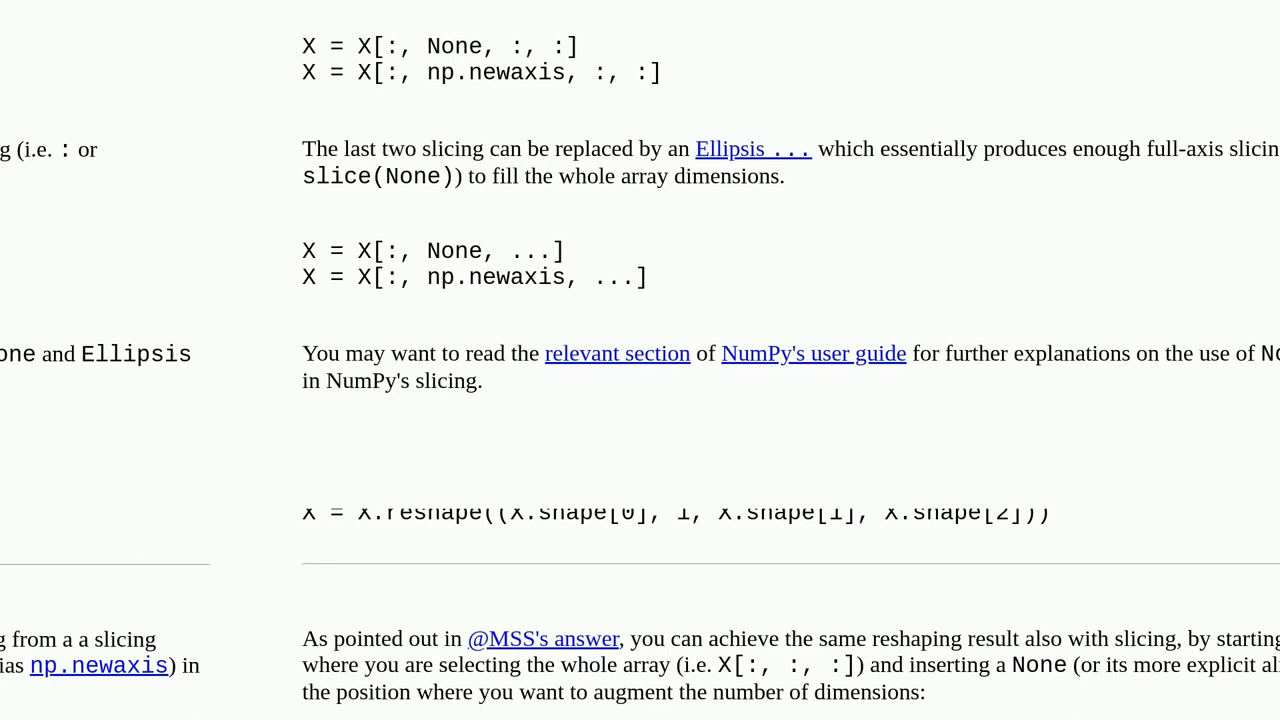 X = X[:, None, :, :]
X = X[:, np.newaxis, :, :]
g (i.e. : or
The last two slicing can be replaced by an Ellipsis ... which essentially produces enough full-axis slicin
slice(None)) to fill the whole array dimensions.
X = X[:, None, ...]
X = X[:, np.newaxis, ...]
one and Ellipsis
You may want to read the relevant section of NumPy's user guide for further explanations on the use of No
in NumPy's slicing.
X = X.reshape((X.shape[0], 1, X.shape[1], X.shape[2]))
g from a a slicing
As pointed out in @MSS's answer, you can achieve the same reshaping result also with slicing, by starting
ias np.newaxis) in
where you are selecting the whole array (i.e. X[:, :, :]) and inserting a None (or its more explicit ali
the position where you want to augment the number of dimensions: